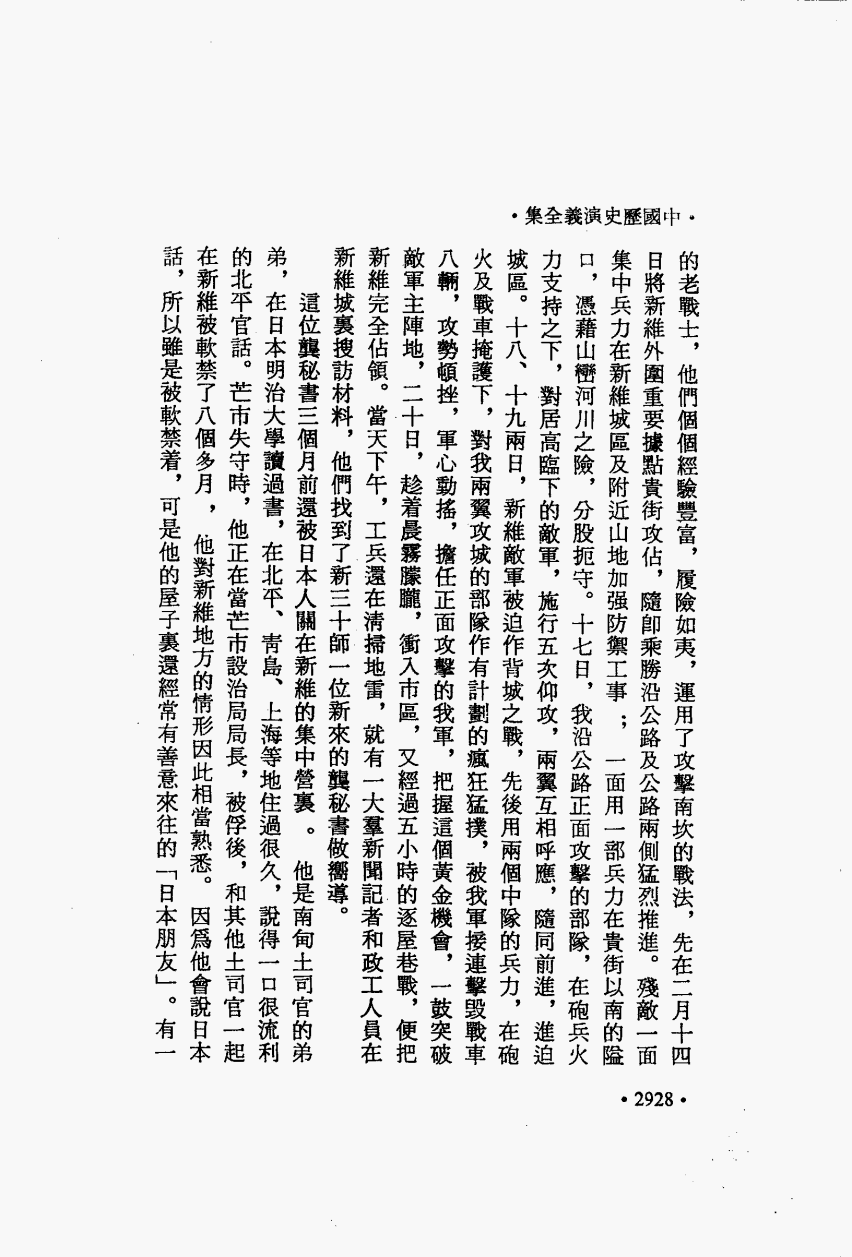 •中國歷史演義全集•
的老戰士，他們個個經驗豐富，履險如夷，運用了攻擊南坎的戰法，先在二月十四
日將新維外圍重要據點貴街攻佔，隨卽乘勝沿公路及公路兩側猛烈推進。殘敵一面
集中兵力在新維城區及附近山地加强防禦工事；一面用一部兵力在貴街以南的隘
口，憑藉山巒河川之險，分股扼守。十七日，我沿公路正面攻擊的部隊，在砲兵火
力支持之下，對居高臨下的敵軍，施行五次仰攻，兩翼互相呼應，隨同前進，進迫
城區。十八、十九兩日，新維敵軍被迫作背城之戰，先後用兩個中隊的兵力，在砲
火及戰車掩護下，對我兩翼攻城的部隊作有計劃的瘋狂猛撲，被我軍接連擊毀戰車
八輛，攻勢頓挫，軍心動搖，擔任正面攻擊的我軍，把握這個黃金機會，一鼓突破
敵軍主陣地，二十日，趁着晨霧朦朧，衝入市區，又經過五小時的逐屋巷戰，便把
新維完全佔領。當天下午，工兵還在清掃地雷，就有一大羣新聞記者和政工人員在
新維城裏搜訪材料，他們找到了新三十師一位新來的龔秘書做嚮導。
這位龔秘書三個月前還被日本人關在新維的集中營裏。他是南甸土司官的弟
弟，在日本明治大學讀過書，在北平、靑島、上海等地住過很久，說得一口很流利
的北平官話。芒市失守時，他正在當芒市設治局局長，被俘後，和其他土司官一起
在新維被軟禁了八個多月，他對新維地方的情形因此相當熟悉。因爲他會說日本
話，所以雖是被軟禁着，可是他的屋子裏還經常有善意來往的「日本朋友」。有一
•2928•